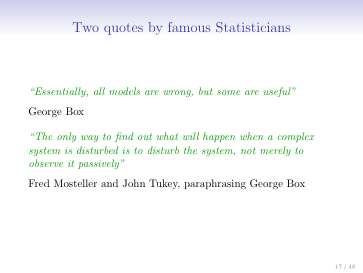 Two quotes by famous Statisticians
“Essentially, all models are wrong, but some are useful”
George Box
“The only way to find out what will happen when a complex
system is disturbed is to disturb the system, not merely to
observe it passively”
Fred Mosteller and John Tukey, paraphrasing George Box
17 / 48